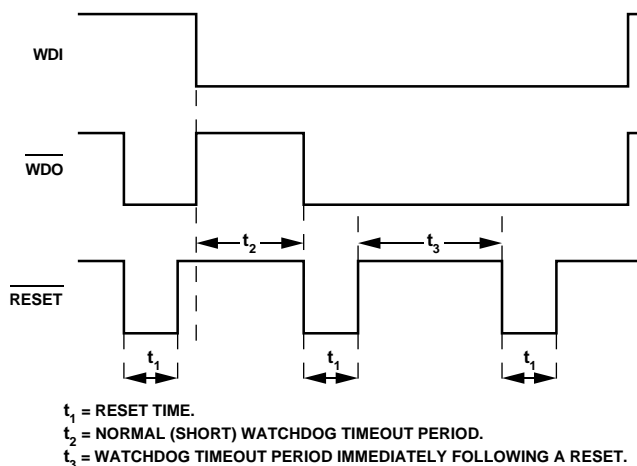 WDI
WDO
t2
t3
RESET
t1 t1 t1
t1 = RESET TIME.
t2 = NORMAL (SHORT) WATCHDOG TIMEOUT PERIOD.
t3 = WATCHDOG TIMEOUT PERIOD IMMEDIATELY FOLLOWING A RESET.